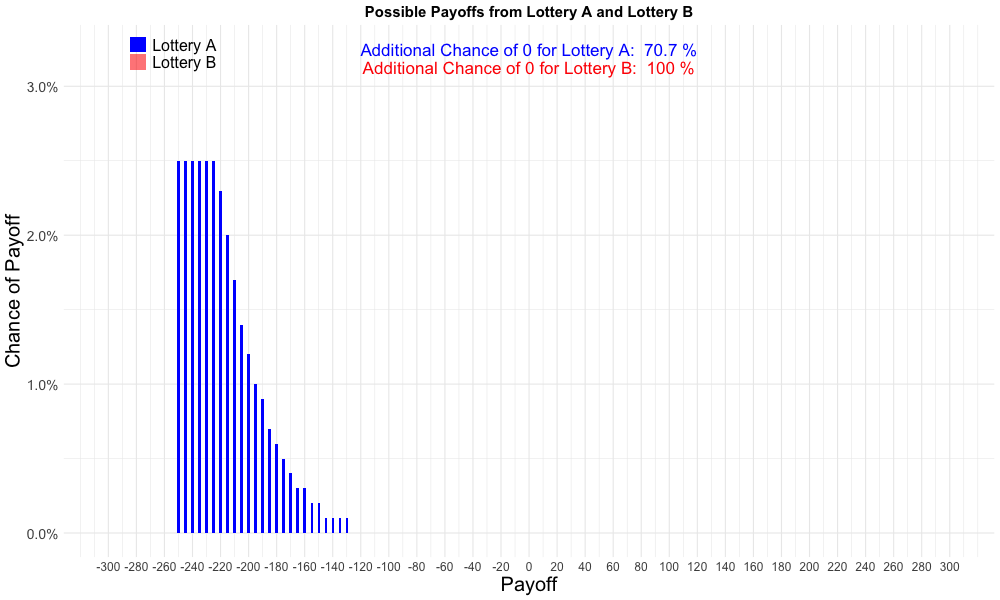 Possible Payoffs from Lottery A and Lottery B
Lottery A
Lottery B
Additional Chance of 0 for Lottery A: 70.7 %
Additional Chance of 0 for Lottery B: 100 %
Chance of Payoff
3.0%
2.0%
1.0%
0.0%
-300 -280 -260 -240 -220 -200 -180 -160 -140 -120 -100 -80 -60 -40 -20 0 20 40 60 80 100 120 140 160 180 200 220 240 260 280 300
Payoff